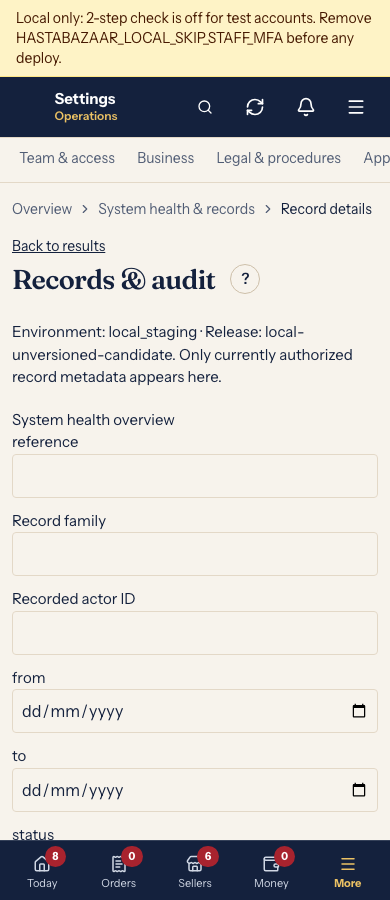 Local only: 2-step check is off for test accounts. Remove
HASTABAZAAR_LOCAL_SKIP_STAFF_MFA before any
deploy.
Settings
Operations
Team & access
Business
Legal & procedures
App
Overview
System health & records
Record details
Back to results
Records & audit
?
Environment: local_staging · Release: local-
unversioned-candidate. Only currently authorized
record metadata appears here.
System health overview
reference
Record family
Recorded actor ID
from
dd/mm/yyyy
to
dd/mm/yyyy
status
8
0
6
0
Today
Orders
Sellers
Money
More